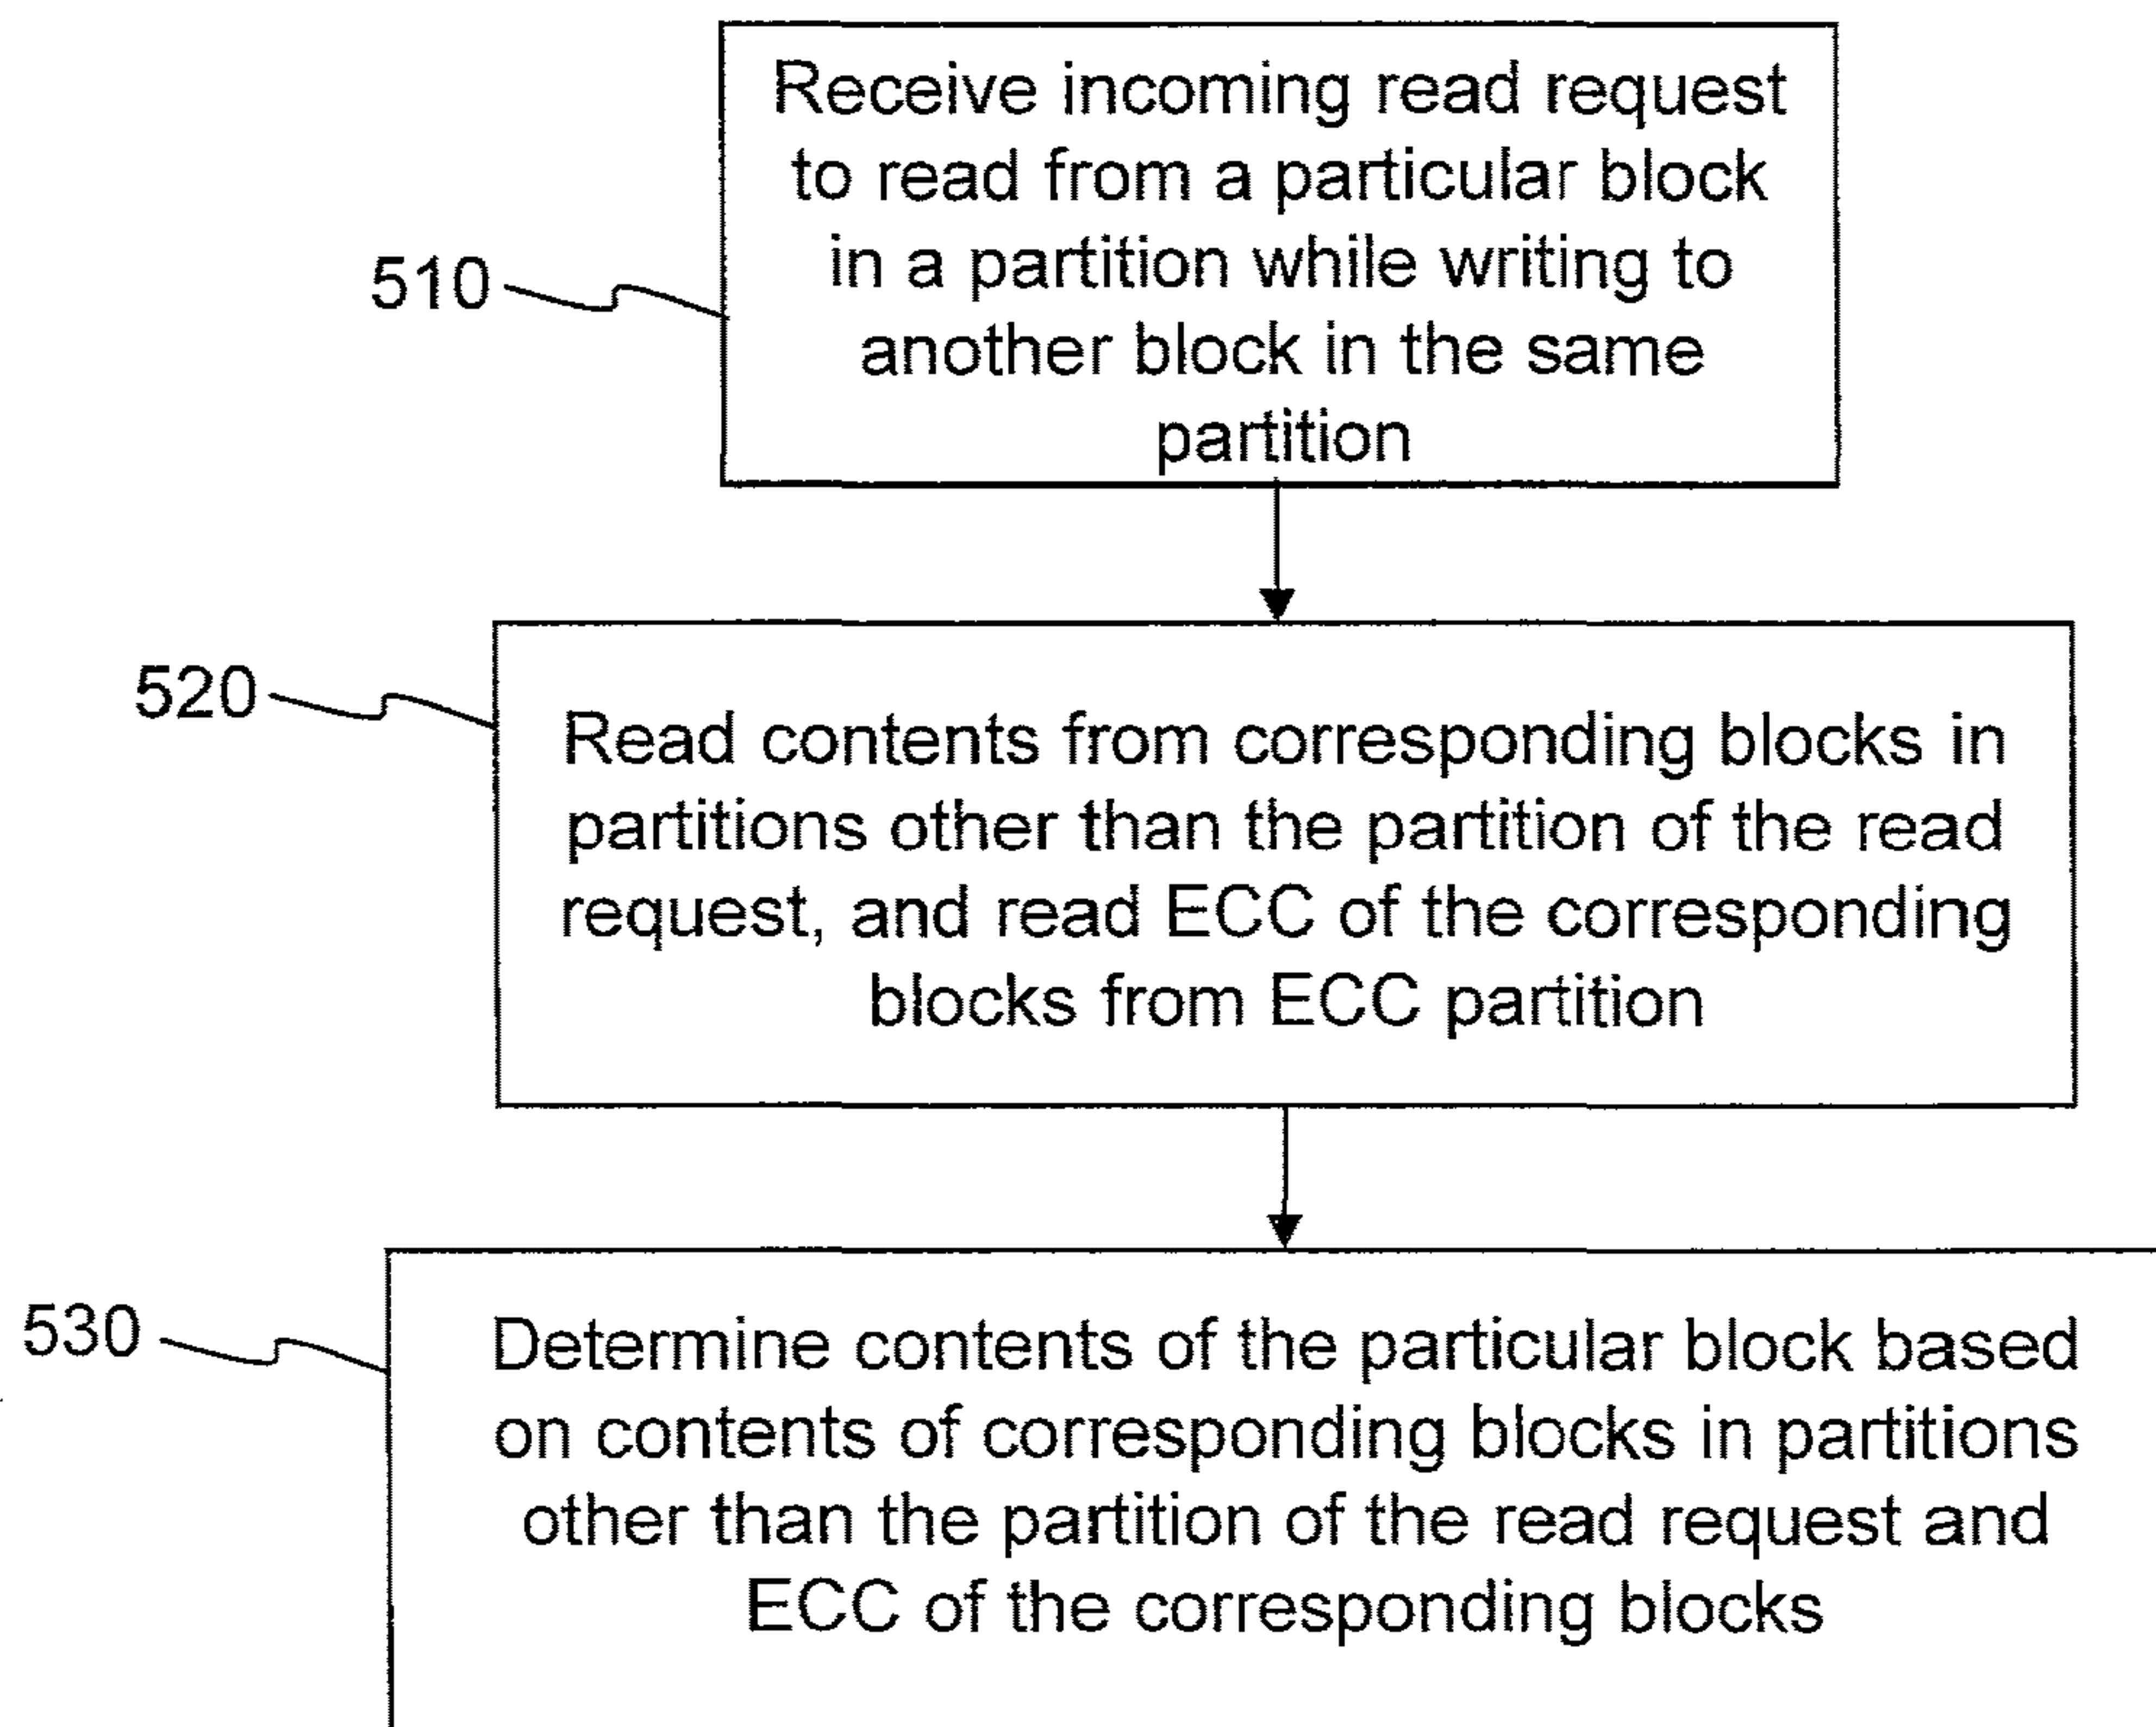 Receive incoming read request
to read from a particular block
in a partition while writing to
another block in the same
partition
510
520
Read contents from corresponding blocks in
partitions other than the partition of the read
request, and read ECC of the corresponding
blocks from ECC partition
530
Determine contents of the particular block based
on contents of corresponding blocks in partitions
other than the partition of the read request and
ECC of the corresponding blocks